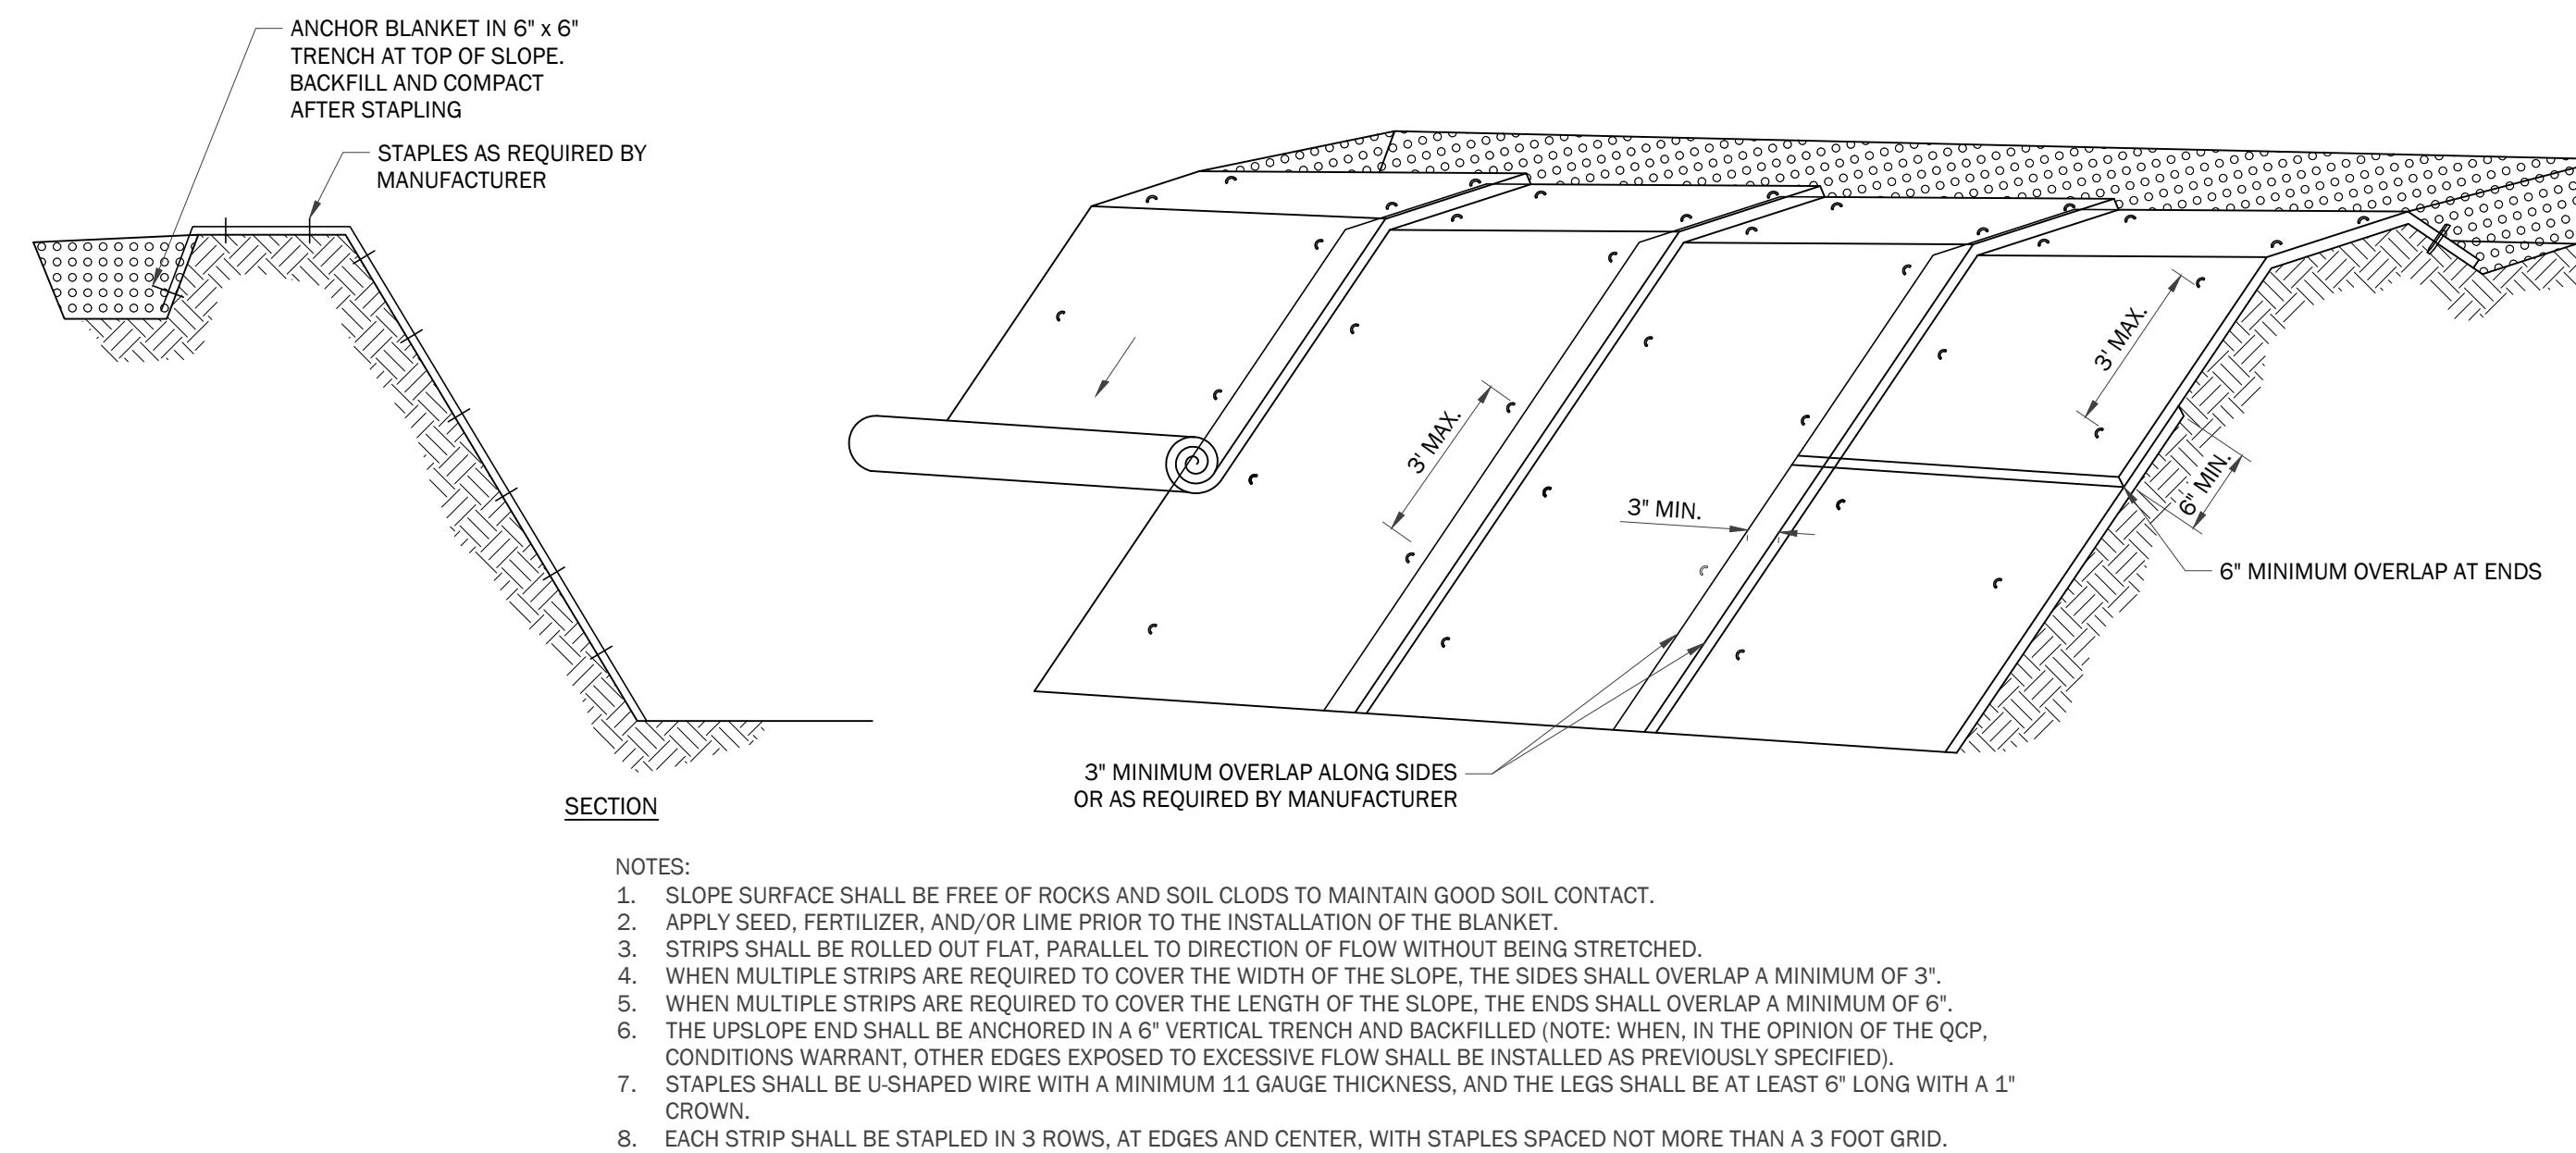 ANCHOR BLANKET IN 6" x 6"
TRENCH AT TOP OF SLOPE.
BACKFILL AND COMPACT
AFTER STAPLING
STAPLES AS REQUIRED BY
MANUFACTURER
3' MAX.
3' MAX.
3" MIN.
6" MIN.
6" MINIMUM OVERLAP AT ENDS
3" MINIMUM OVERLAP ALONG SIDES
OR AS REQUIRED BY MANUFACTURER
SECTION
NOTES:
1. SLOPE SURFACE SHALL BE FREE OF ROCKS AND SOIL CLODS TO MAINTAIN GOOD SOIL CONTACT.
2. APPLY SEED, FERTILIZER, AND/OR LIME PRIOR TO THE INSTALLATION OF THE BLANKET.
3. STRIPS SHALL BE ROLLED OUT FLAT, PARALLEL TO DIRECTION OF FLOW WITHOUT BEING STRETCHED.
4. WHEN MULTIPLE STRIPS ARE REQUIRED TO COVER THE WIDTH OF THE SLOPE, THE SIDES SHALL OVERLAP A MINIMUM OF 3".
5. WHEN MULTIPLE STRIPS ARE REQUIRED TO COVER THE LENGTH OF THE SLOPE, THE ENDS SHALL OVERLAP A MINIMUM OF 6".
6. THE UPSLOPE END SHALL BE ANCHORED IN A 6" VERTICAL TRENCH AND BACKFILLED (NOTE: WHEN, IN THE OPINION OF THE QCP,
CONDITIONS WARRANT, OTHER EDGES EXPOSED TO EXCESSIVE FLOW SHALL BE INSTALLED AS PREVIOUSLY SPECIFIED).
7. STAPLES SHALL BE U-SHAPED WIRE WITH A MINIMUM 11 GAUGE THICKNESS, AND THE LEGS SHALL BE AT LEAST 6" LONG WITH A 1"
CROWN.
8. EACH STRIP SHALL BE STAPLED IN 3 ROWS, AT EDGES AND CENTER, WITH STAPLES SPACED NOT MORE THAN A 3 FOOT GRID.